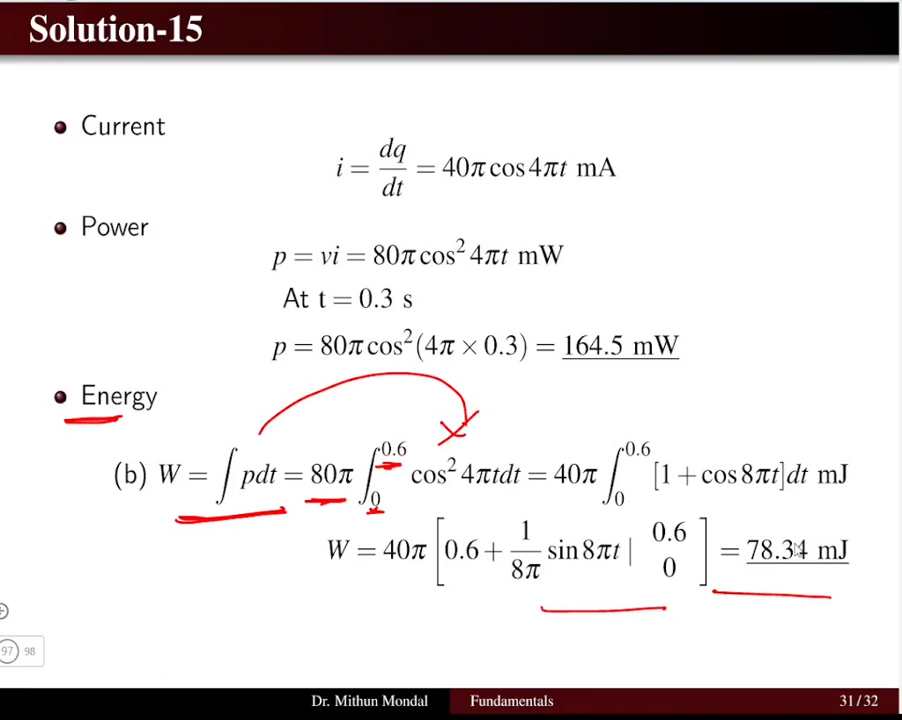 Solution-15
Current
i = dq/dt = 40π cos 4πt mA
Power
p = vi = 80π cos² 4πt mW
At t = 0.3 s
p = 80π cos²(4π × 0.3) = 164.5 mW
Energy
(b) W = ∫ pdt = 80π ∫₀^0.6 cos² 4πtdt = 40π ∫₀^0.6 [1 + cos 8πt]dt mJ
W = 40π [0.6 + 1/8π sin 8πt | 0.6 0] = 78.34 mJ
97 98
Dr. Mithun Mondal Fundamentals 31 / 32